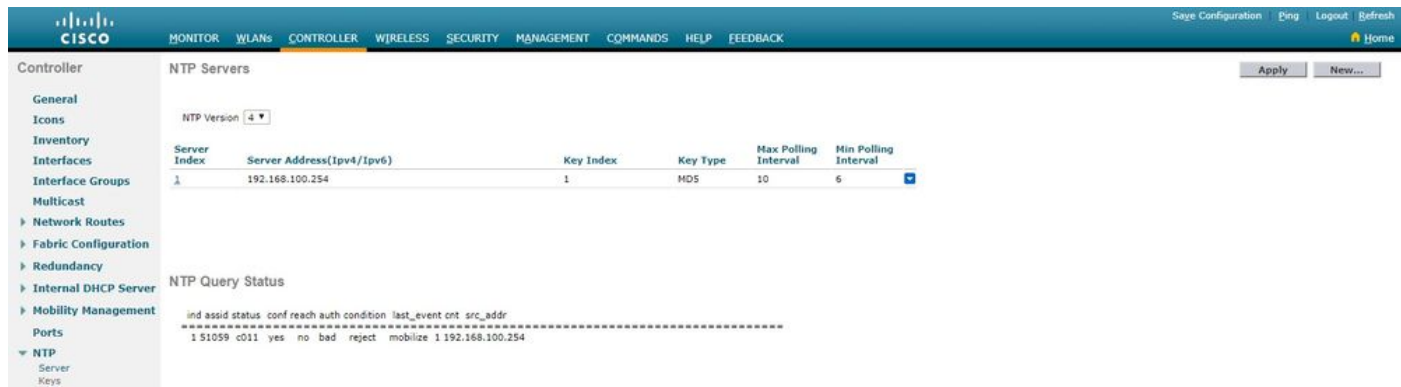 Save Configuration Ping Logout Refresh
CISCO MONITOR WLANs CONTROLLER WIRELESS SECURITY MANAGEMENT COMMANDS HELP FEEDBACK Home
Controller
General
Icons
Inventory
Interfaces
Interface Groups
Multicast
Network Routes
Fabric Configuration
Redundancy
Internal DHCP Server
Mobility Management
Ports
NTP
Server
Keys
NTP Servers
Apply New...
NTP Version 4
Server Index Server Address(Ipv4/Ipv6) Key Index Key Type Max Polling Interval Min Polling Interval
1 192.168.100.254 1 MD5 10 6
NTP Query Status
ind assid status conf reach auth condition last_event cnt src_addr
==============================================================
1 51059 c011 yes no bad reject mobilize 1 192.168.100.254